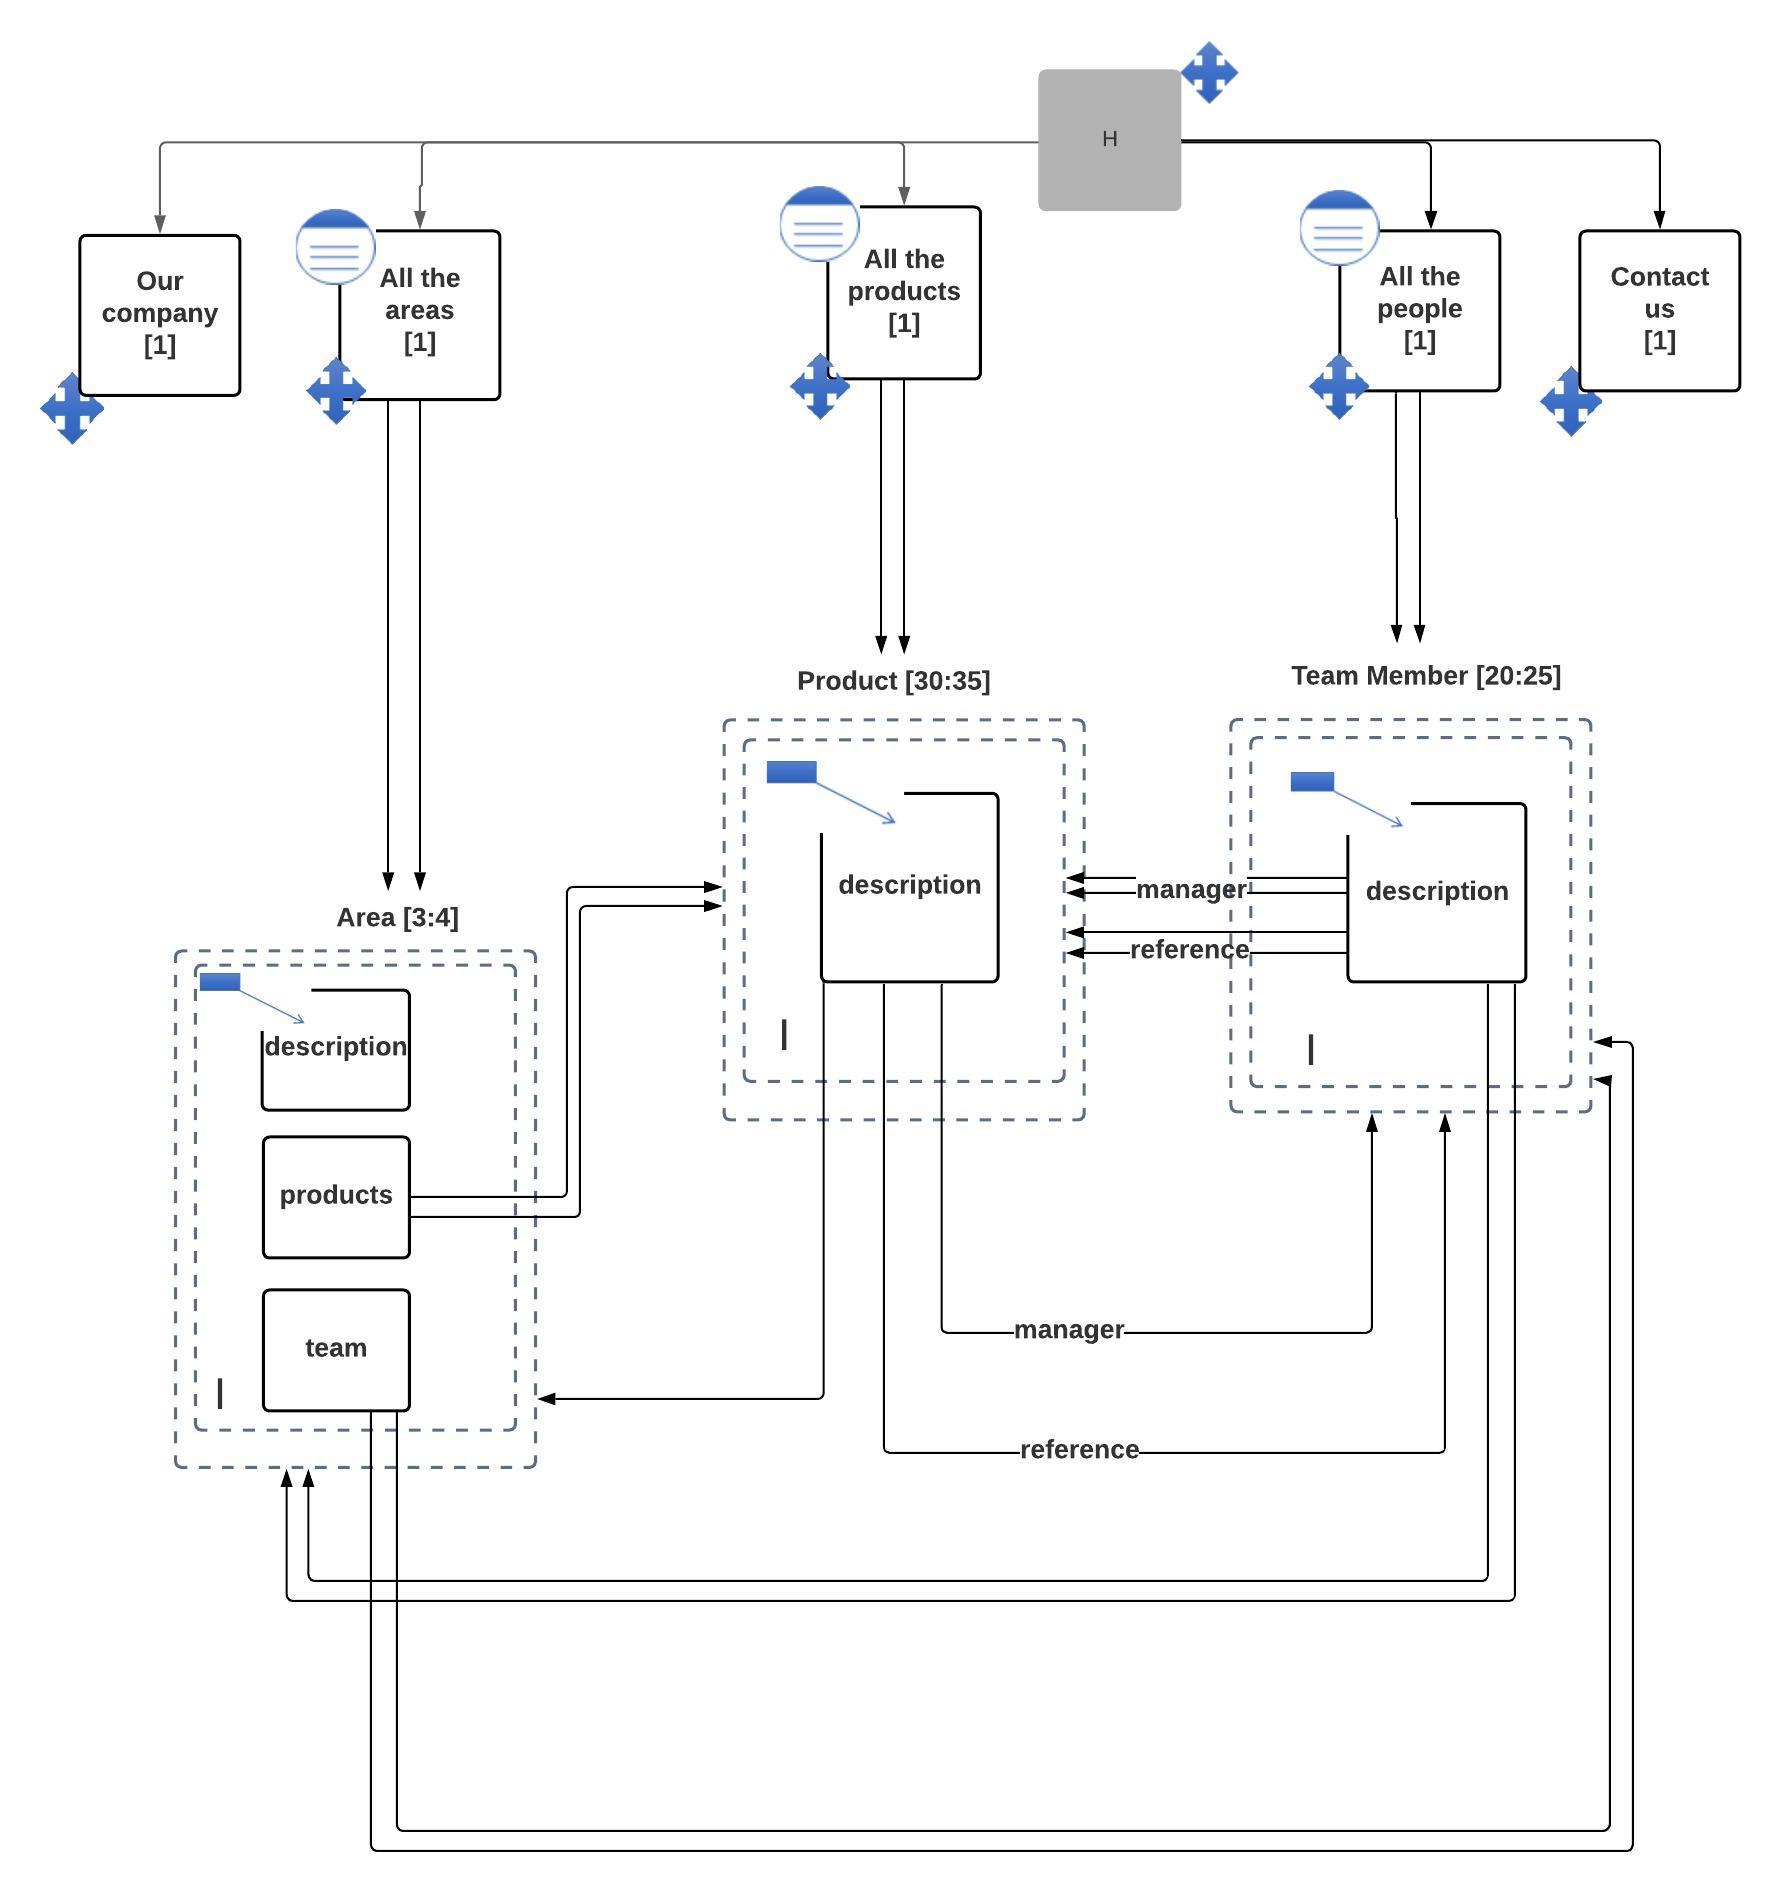 H
Our
company
[1]
All the
areas
[1]
All the
products
[1]
All the
people
[1]
Contact
us
[1]
Product [30:35]
Team Member [20:25]
Area [3:4]
description
products
team
I
description
I
manager
reference
description
I
manager
reference